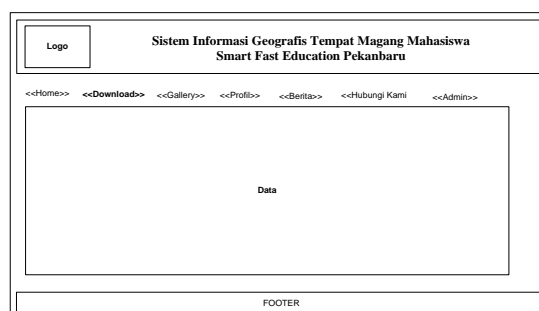 Logo
Sistem Informasi Geografis Tempat Magang Mahasiswa
Smart Fast Education Pekanbaru
<<Home>> <<Download>> <<Gallery>> <<Profil>> <<Berita>> <<Hubungi Kami <<Admin>>
Data
FOOTER